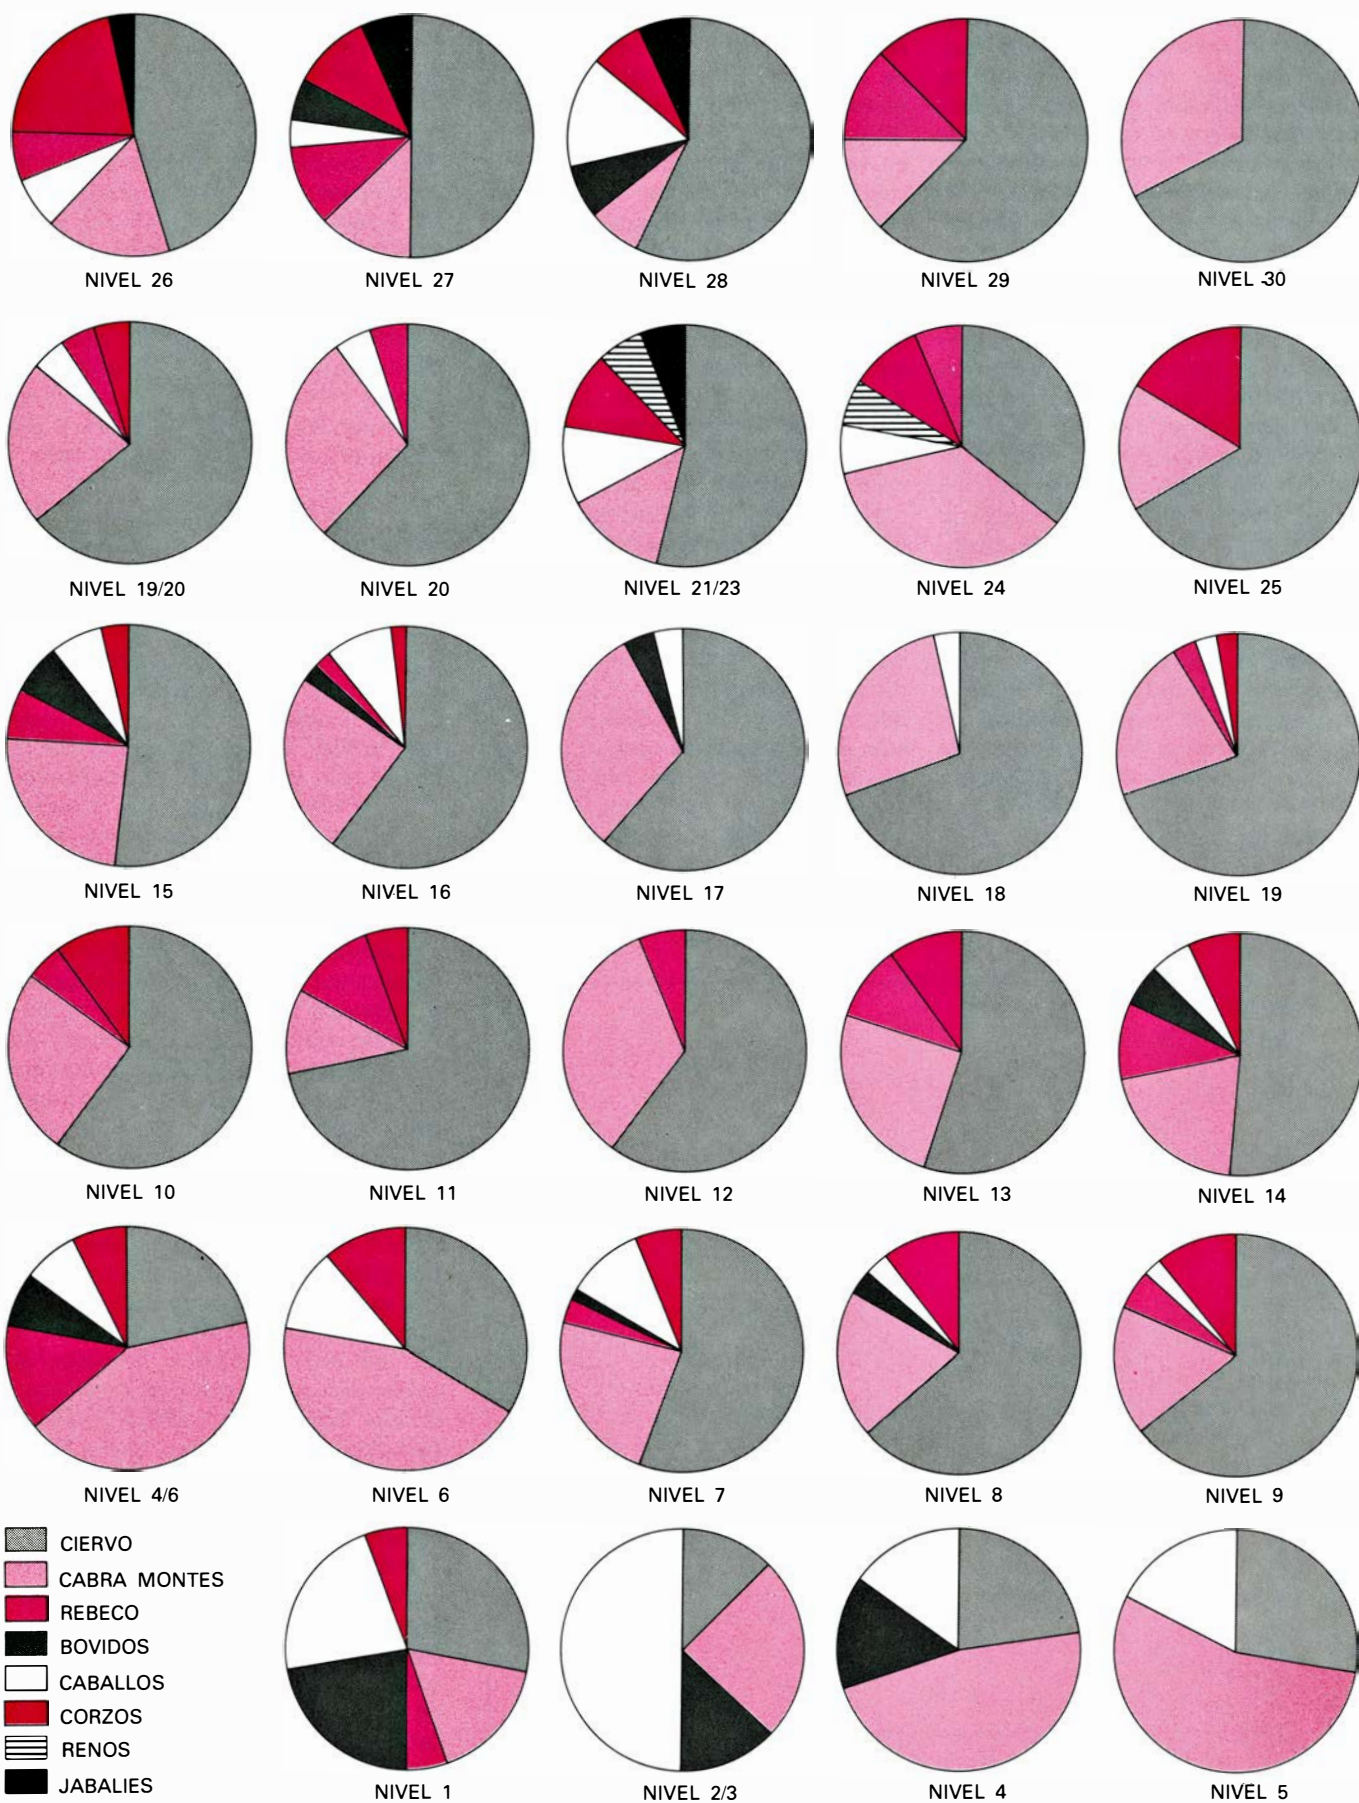 NIVEL 26
NIVEL 27
NIVEL 28
NIVEL 29
NIVEL -30
NIVEL 19/20
NIVEL 20
NIVEL 21/23
NIVEL 24
NIVEL 25
NIVEL 15
NIVEL 16
NIVEL 17
NIVEL 18
NIVEL 19
NIVEL 10
NIVEL 11
NIVEL 12
NIVEL 13
NIVEL 14
NIVEL 4/6
NIVEL 6
NIVEL 7
NIVEL 8
NIVEL 9
CIERVO
CABRA MONTES
REBECO
BOVIDOS
CABALLOS
CORZOS
RENOS
JABALIES
NIVEL 1
NIVEL 2/3
NIVEL 4
NIVEL 5